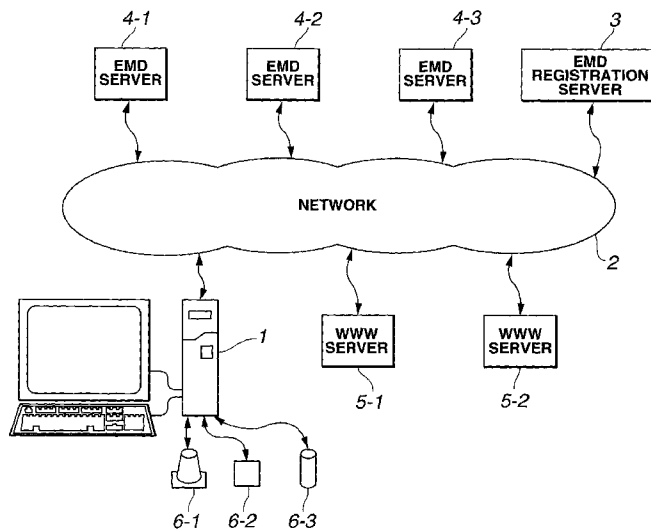 4-1
4-2
4-3
3
EMD
SERVER
EMD
SERVER
EMD
SERVER
EMD
REGISTRATION
SERVER
NETWORK
2
1
WWW
SERVER
WWW
SERVER
5-1
5-2
6-1
6-2
6-3